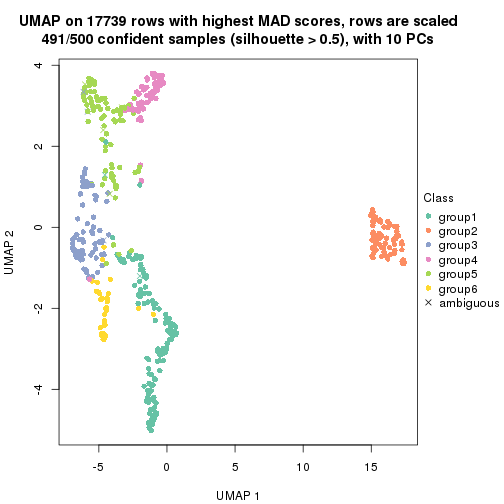 UMAP on 17739 rows with highest MAD scores, rows are scaled
491/500 confident samples (silhouette > 0.5), with 10 PCs
4
2
0
-2
-4
UMAP 2
-5
0
5
10
15
UMAP 1
Class
group1
group2
group3
group4
group5
group6
ambiguous